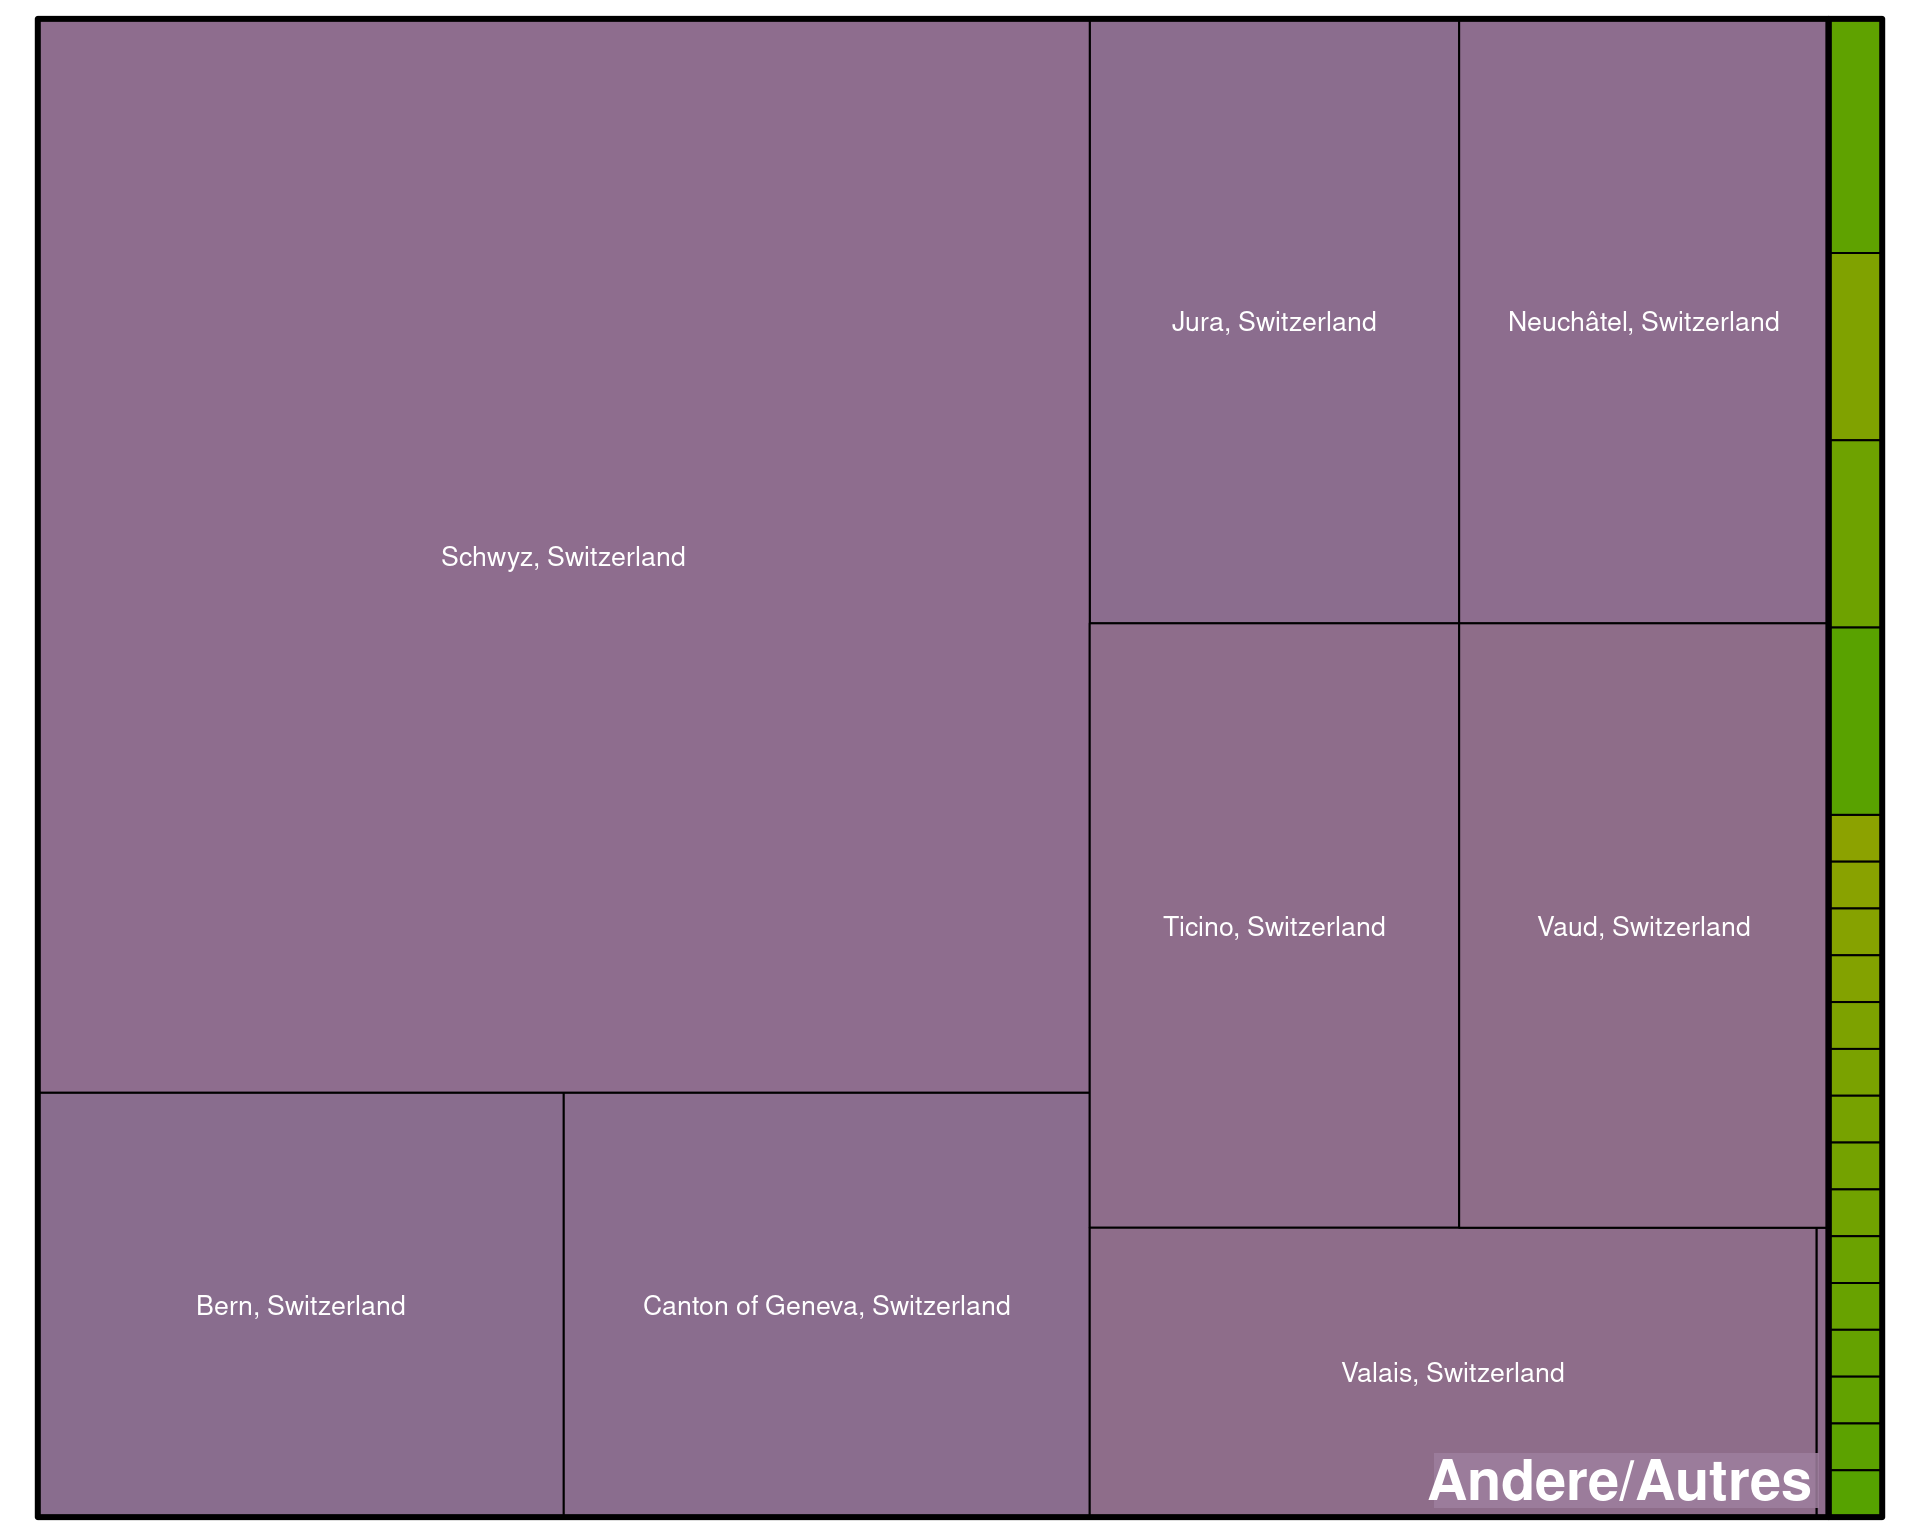 Jura, Switzerland
Neuchâtel, Switzerland
Schwyz, Switzerland
Ticino, Switzerland
Vaud, Switzerland
Bern, Switzerland
Canton of Geneva, Switzerland
Valais, Switzerland
Andere/Autres